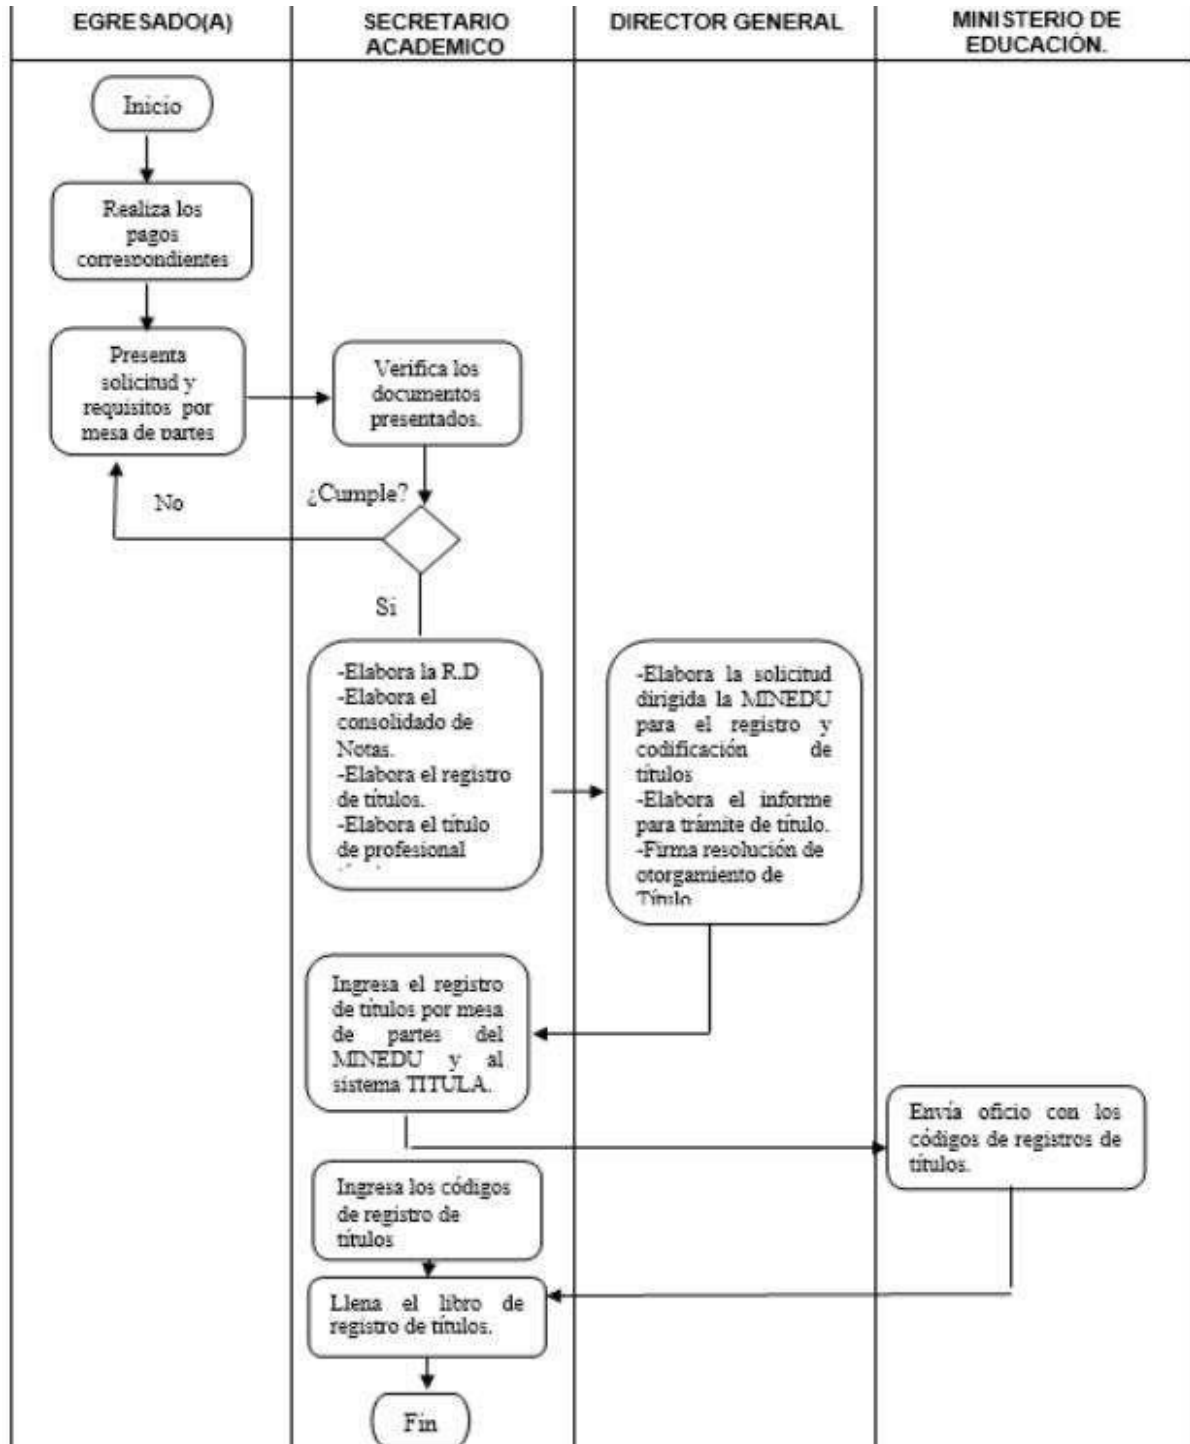 EGRESADO(A)
SECRETARIO
ACADEMICO
DIRECTOR GENERAL
MINISTERIO DE
EDUCACIÓN.
Inicio
Realiza los
pagos
correspondientes
Presenta
solicitud y
requisitos por
mesa de partes
Verifica los
documentos
presentados.
No
¿Cumple?
Si
-Elabora la R.D
-Elabora el
consolidado de
Notas.
-Elabora el registro
de títulos.
-Elabora el título
de profesional
-Elabora la solicitud
dirigida la MINEDU
para el registro y
codificación de
títulos
-Elabora el informe
para trámite de título.
-Firma resolución de
otorgamiento de
Título
Ingresa el registro
de títulos por mesa
de partes del
MINEDU y al
sistema TITULA.
Envía oficio con los
códigos de registros de
títulos.
Ingresa los códigos
de registro de
títulos
Llena el libro de
registro de títulos.
Fin